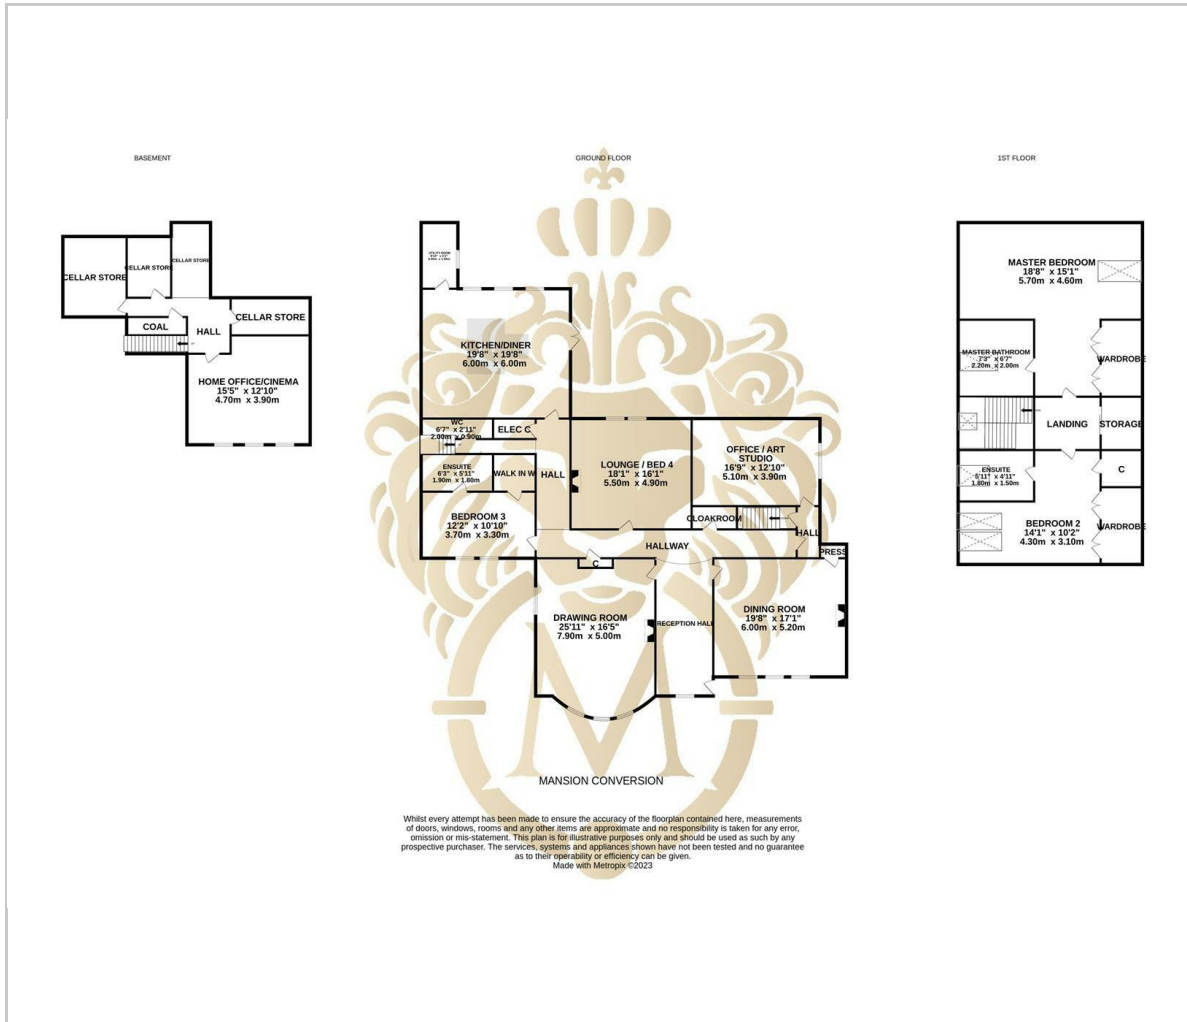 BASEMENT
GROUND FLOOR
1ST FLOOR
CELLAR STORE
CELLAR STORE
CELLAR STORE
CELLAR STORE
COAL
HALL
HOME OFFICE/CINEMA
15'5" x 12'10"
4.70m x 3.90m
UTILITY ROOM
KITCHEN/DINER
19'8" x 19'8"
6.00m x 6.00m
WC
6'7" x 2'11"
2.00m x 0.90m
ELEC C
ENSUITE
6'3" x 5'11"
1.90m x 1.80m
WALK IN W
HALL
BEDROOM 3
12'2" x 10'10"
3.70m x 3.30m
LOUNGE / BED 4
18'1" x 16'1"
5.50m x 4.90m
OFFICE / ART
STUDIO
16'9" x 12'10"
5.10m x 3.90m
CLOAKROOM
HALL
HALLWAY
PRESS
C
DRAWING ROOM
25'11" x 16'5"
7.90m x 5.00m
RECEPTION HALL
DINING ROOM
19'8" x 17'1"
6.00m x 5.20m
MASTER BEDROOM
18'8" x 15'1"
5.70m x 4.60m
MASTER BATHROOM
7'3" x 6'7"
2.20m x 2.00m
WARDROBE
LANDING
STORAGE
ENSUITE
5'11" x 4'11"
1.80m x 1.50m
C
BEDROOM 2
14'1" x 10'2"
4.30m x 3.10m
WARDROBE
M
MANSION CONVERSION
Whilst every attempt has been made to ensure the accuracy of the floorplan contained here, measurements
of doors, windows, rooms and any other items are approximate and no responsibility is taken for any error,
omission or mis-statement. This plan is for illustrative purposes only and should be used as such by any
prospective purchaser. The services, systems and appliances shown have not been tested and no guarantee
as to their operability or efficiency can be given.
Made with Metropix ©2023